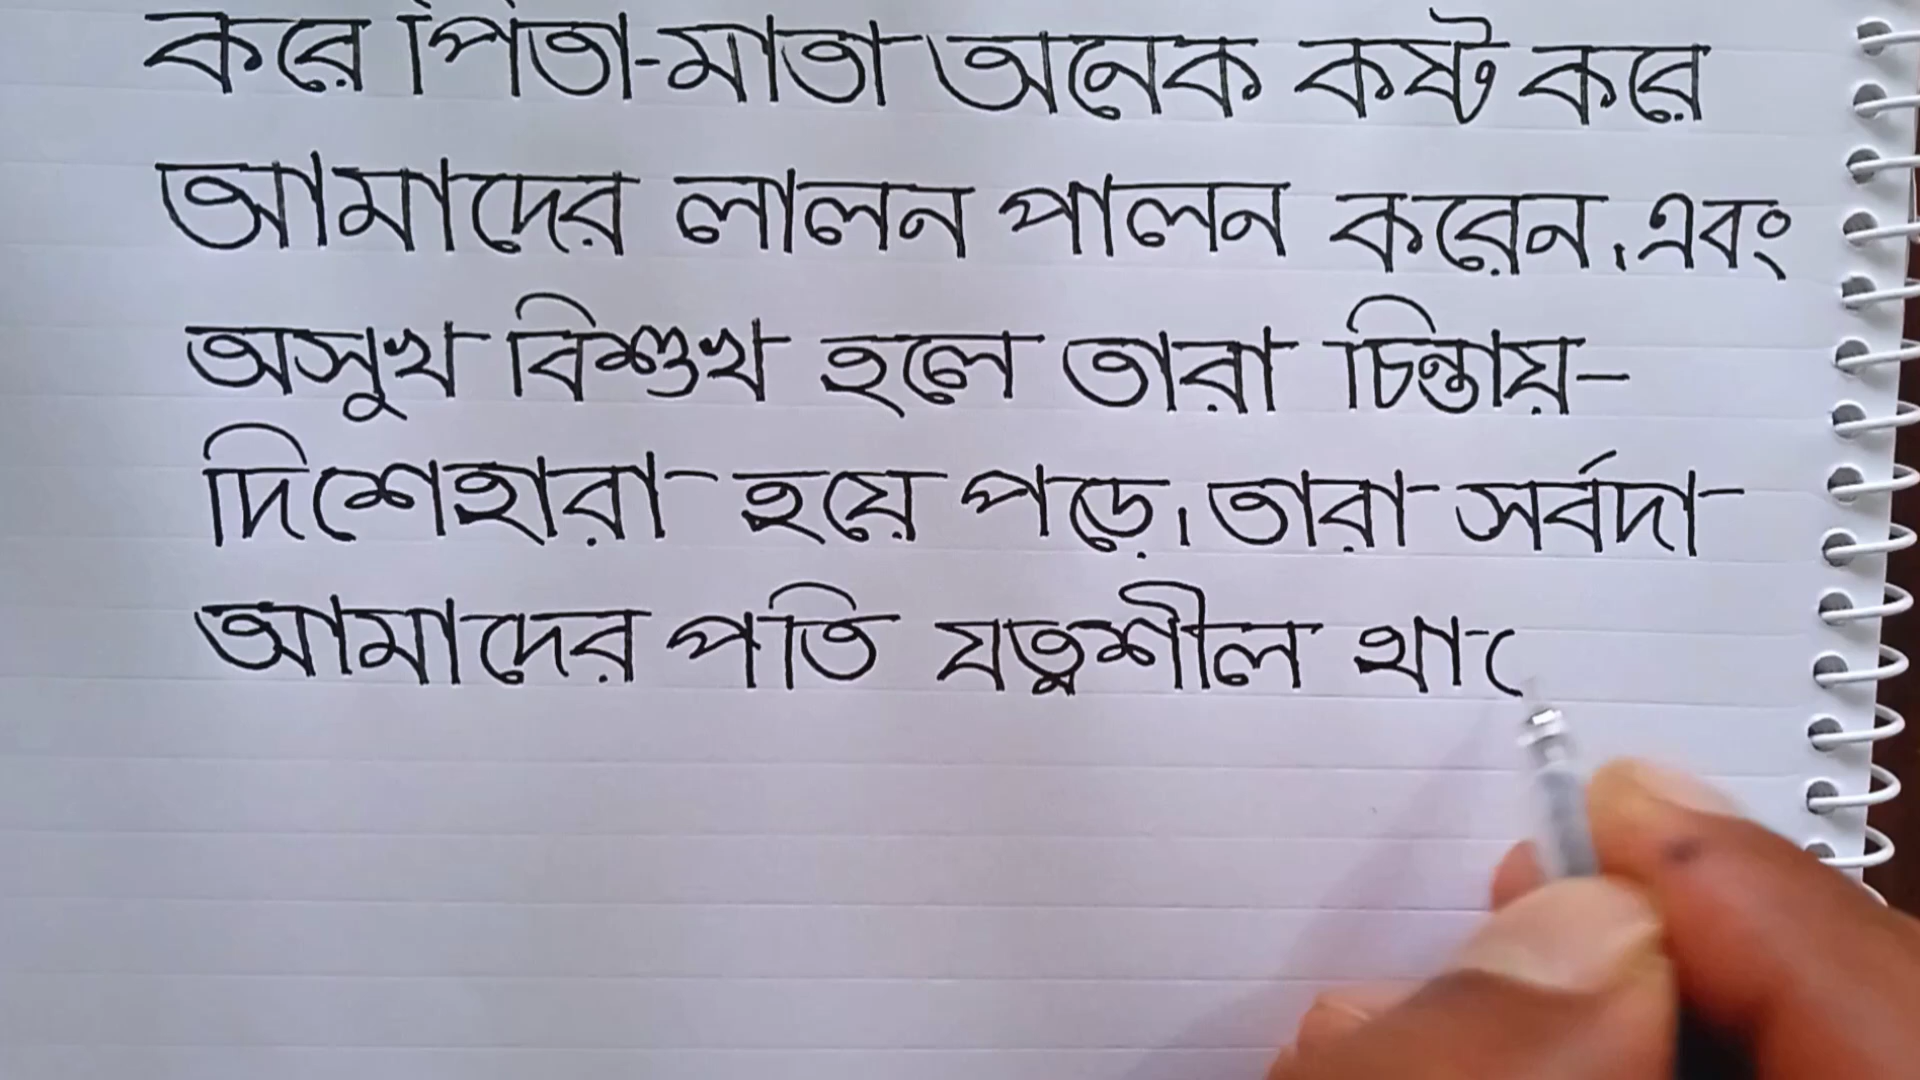 করে পিতা-মাতা অনেক কষ্ট করে
আমাদের লালন পালন করেন।এবং
অসুখ বিশুখ হলে তারা চিন্তায়
দিশেহারা হয়ে পড়ে।তারা সর্বদা
আমাদের পতি যত্নশীল